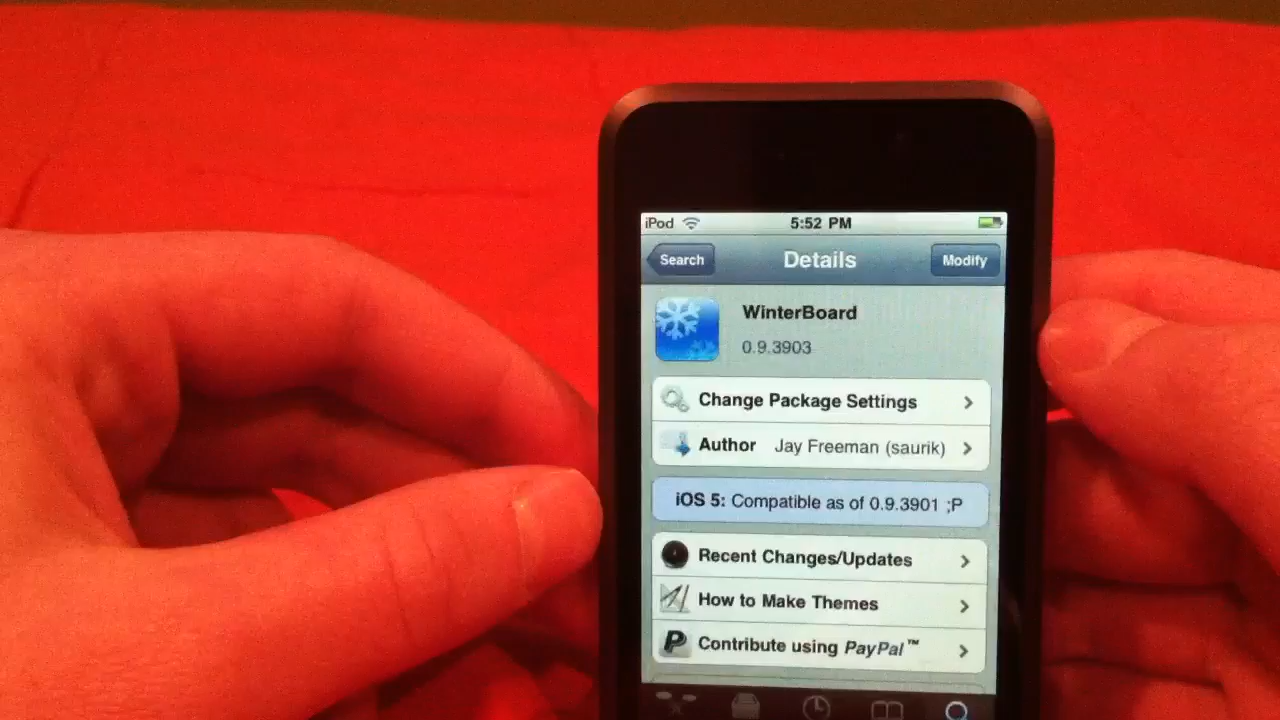 iPod 5:52 PM
Search Details Modify
WinterBoard
0.9.3903
Change Package Settings
Author Jay Freeman (saurik)
iOS 5: Compatible as of 0.9.3901 ;P
Recent Changes/Updates
How to Make Themes
Contribute using PayPal™